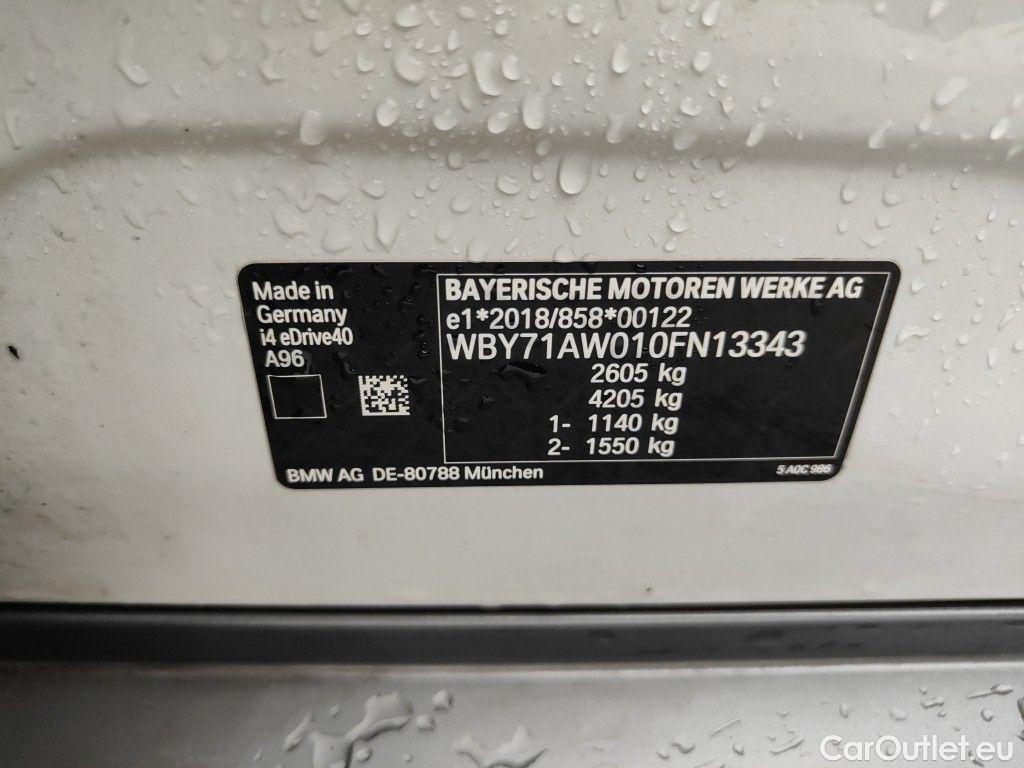 Made in
Germany
i4 eDrive40
A96
BAYERISCHE MOTOREN WERKE AG
e1*2018/858*00122
WBY71AW010FN13343
2605 kg
4205 kg
1- 1140 kg
2- 1550 kg
BMW AG DE-80788 München
5 A0C 986
CarOutlet.eu